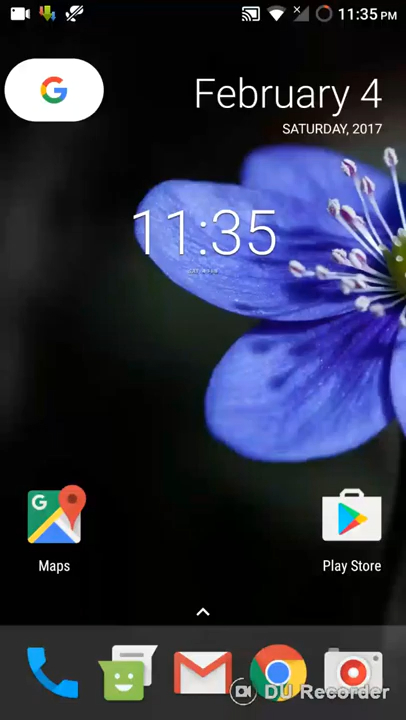 11:35 PM
February 4
SATURDAY, 2017
11:35
Maps
Play Store
DU Recorder